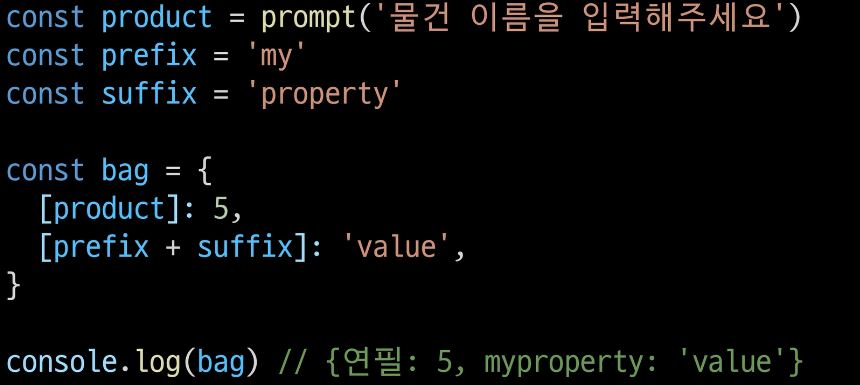 const product = prompt('물건 이름을 입력해주세요')
const prefix = 'my'
const suffix = 'property'
const bag = {
  [product]: 5,
  [prefix + suffix]: 'value',
}
console.log(bag) // {연필: 5, myproperty: 'value'}